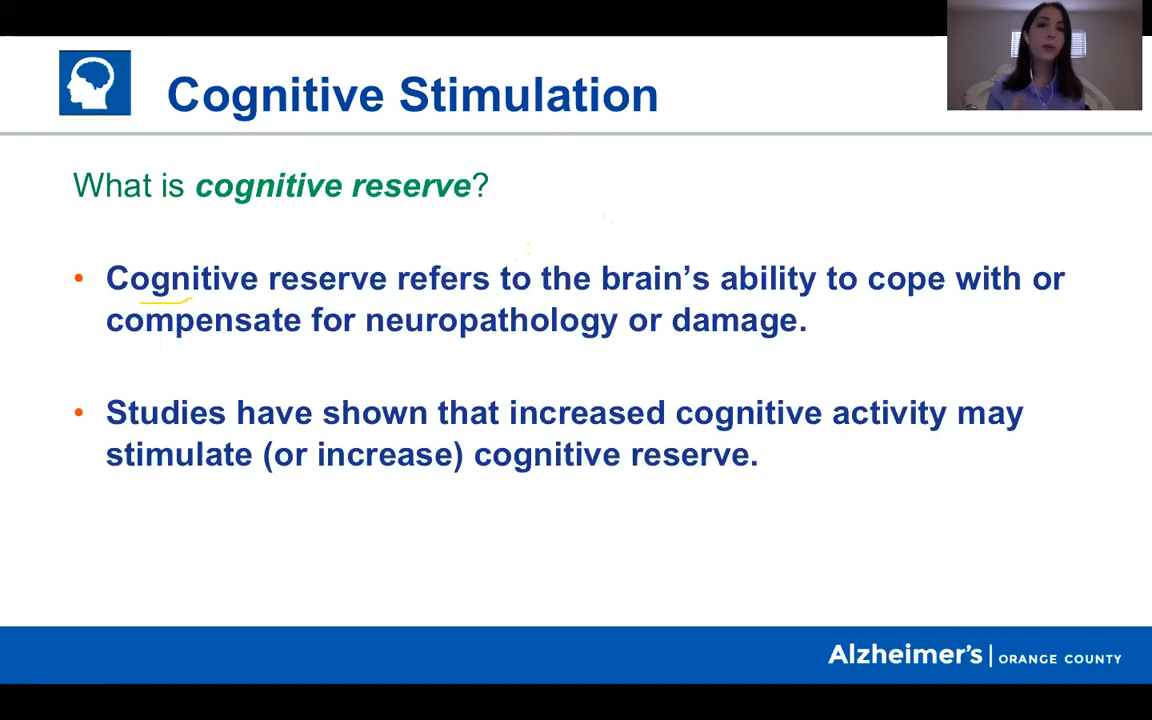 Cognitive Stimulation
What is cognitive reserve?
• Cognitive reserve refers to the brain’s ability to cope with or
compensate for neuropathology or damage.
• Studies have shown that increased cognitive activity may
stimulate (or increase) cognitive reserve.
Alzheimer’s | ORANGE COUNTY